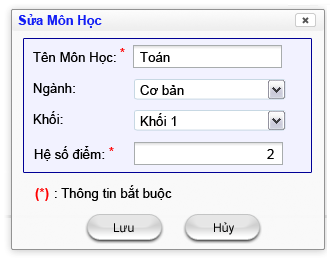 Sửa Môn Học
Tên Môn Học: * Toán
Ngành: Cơ bản
Khối: Khối 1
Hệ số điểm: * 2
(*) : Thông tin bắt buộc
Lưu Hủy